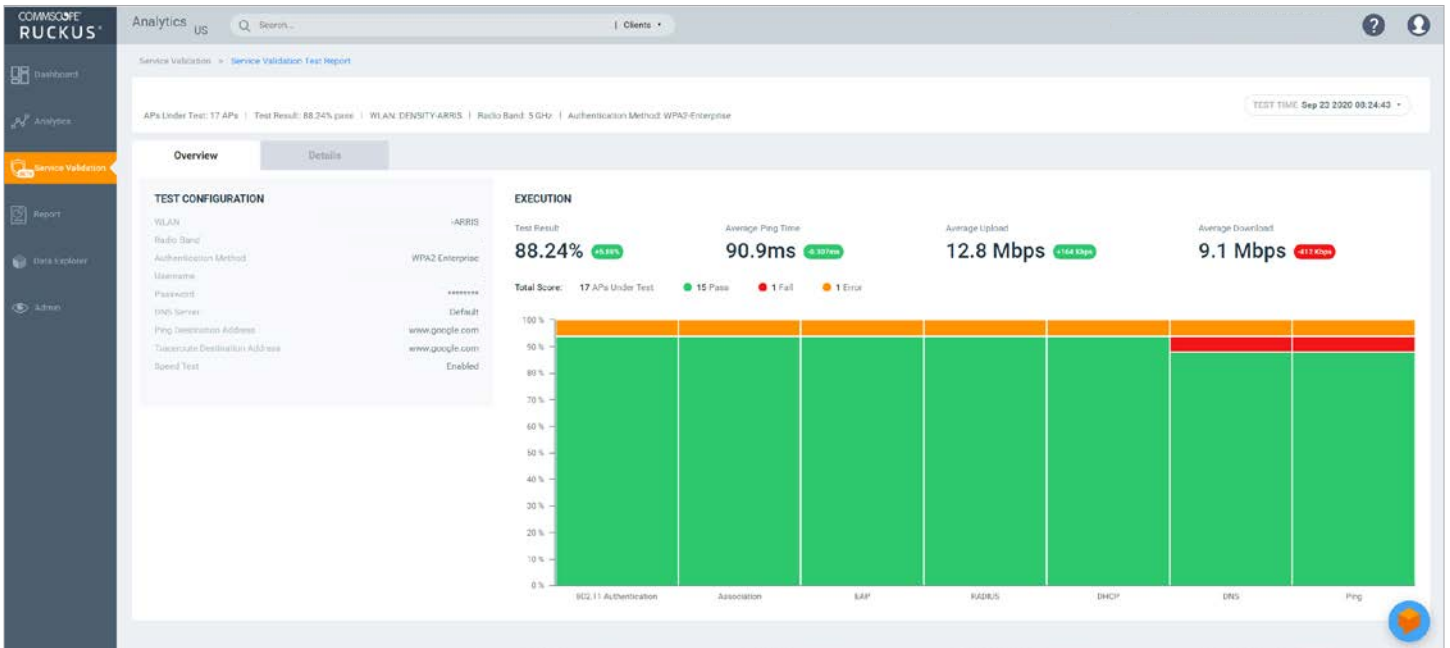 COMMSCOPE
RUCKUS
Analytics US
Search...
| Clients
?
Dashboard
Analytics
Service Validation
Report
Data Explorer
Admin
Service Validation > Service Validation Test Report
APs Under Test: 17 APs | Test Result: 88.24% pass | WLAN: DENSITY-ARRIS | Radio Band: 5 GHz | Authentication Method: WPA2-Enterprise
TEST TIME Sep 23 2020 08:24:43
Overview
Details
TEST CONFIGURATION
WLAN -ARRIS
Radio Band
Authentication Method WPA2 Enterprise
Username
Password ********
DNS Server Default
Ping Destination Address www.google.com
Traceroute Destination Address www.google.com
Speed Test Enabled
EXECUTION
Test Result
88.24%
Average Ping Time
90.9ms
Average Upload
12.8 Mbps +164 Kbps
Average Download
9.1 Mbps
Total Score: 17 APs Under Test 15 Pass 1 Fail 1 Error
100 %
90 %
80 %
70 %
60 %
50 %
40 %
30 %
20 %
10 %
0 %
802.11 Authentication Association EAP RADIUS DHCP DNS Ping